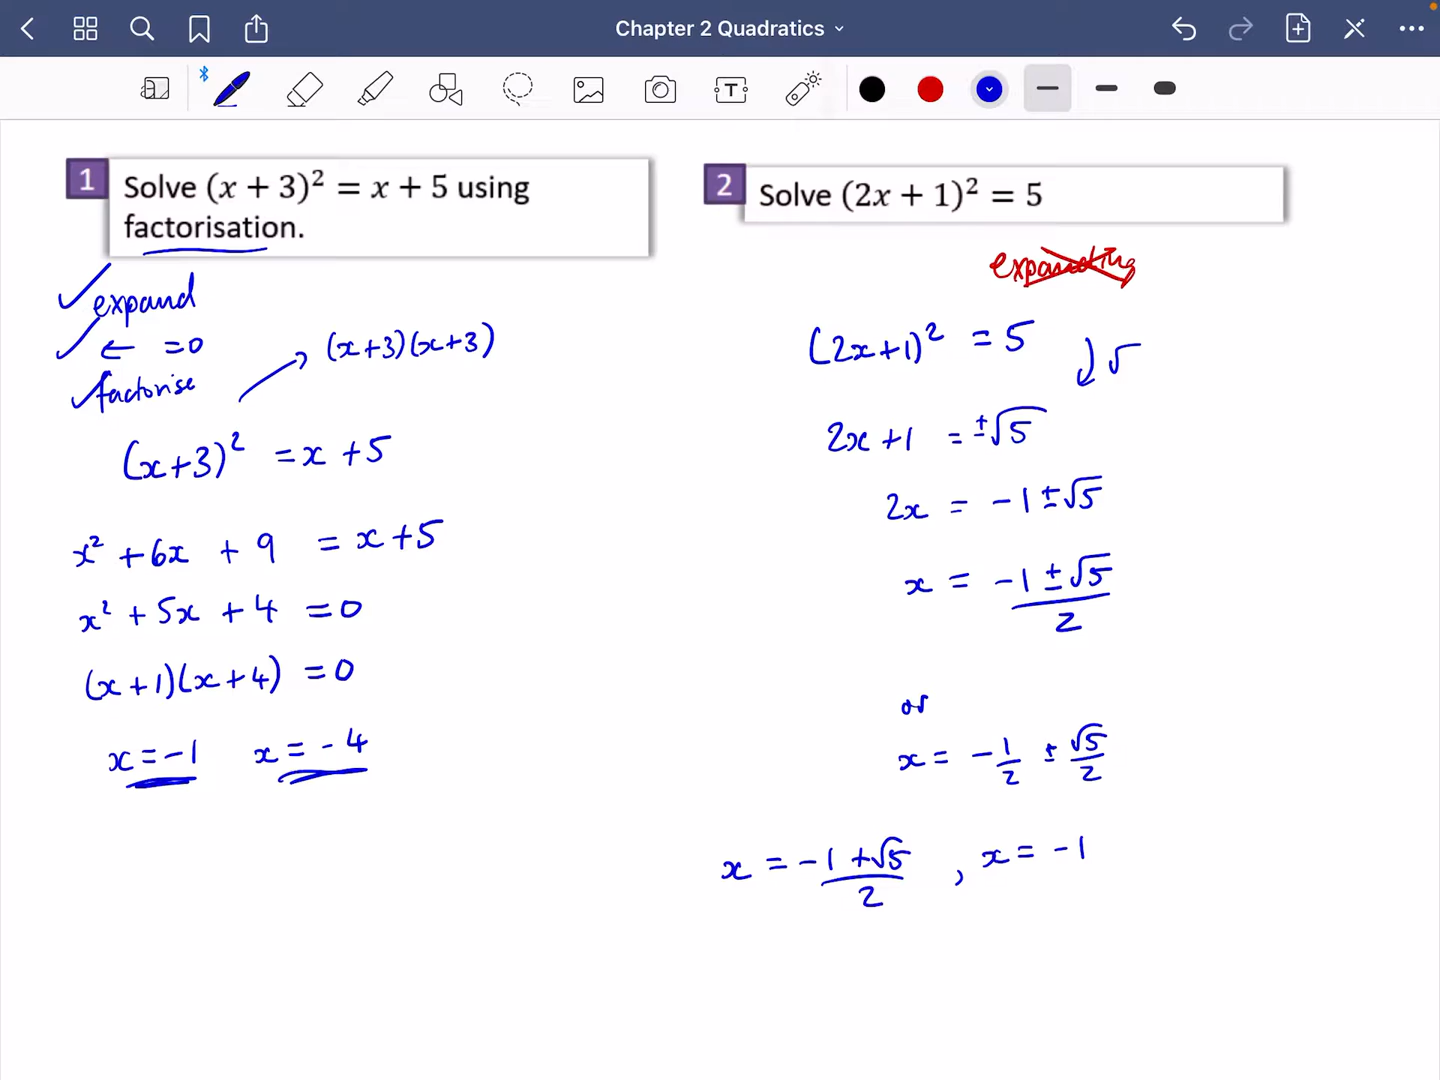 Chapter 2 Quadratics
T
1
Solve (x + 3)² = x + 5 using
factorisation.
expand
← =0
factorise
(x+3)(x+3)
(x+3)² = x +5
x² +6x + 9 = x+5
x² +5x +4 =0
(x+1)(x+4) =0
x=-1 x=-4
2
Solve (2x + 1)² = 5
expanding
(2x+1)² = 5
√
2x+1 = ±√5
2x = -1±√5
x = (-1±√5)/2
or
x = -1/2 ± √5/2
x = (-1+√5)/2 , x = -1